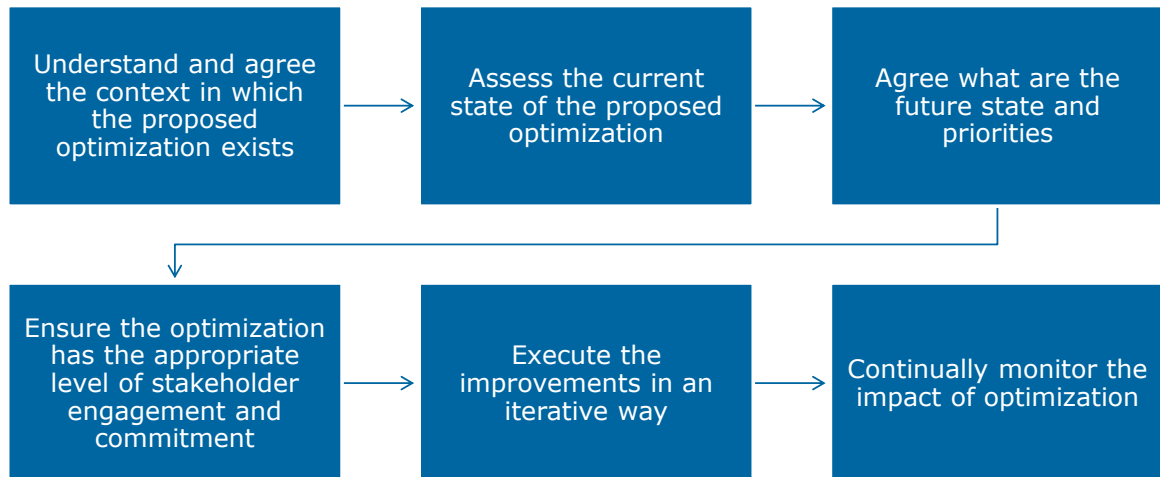 Understand and agree
the context in which
the proposed
optimization exists
Assess the current
state of the proposed
optimization
Agree what are the
future state and
priorities
Ensure the optimization
has the appropriate
level of stakeholder
engagement and
commitment
Execute the
improvements in an
iterative way
Continually monitor the
impact of optimization